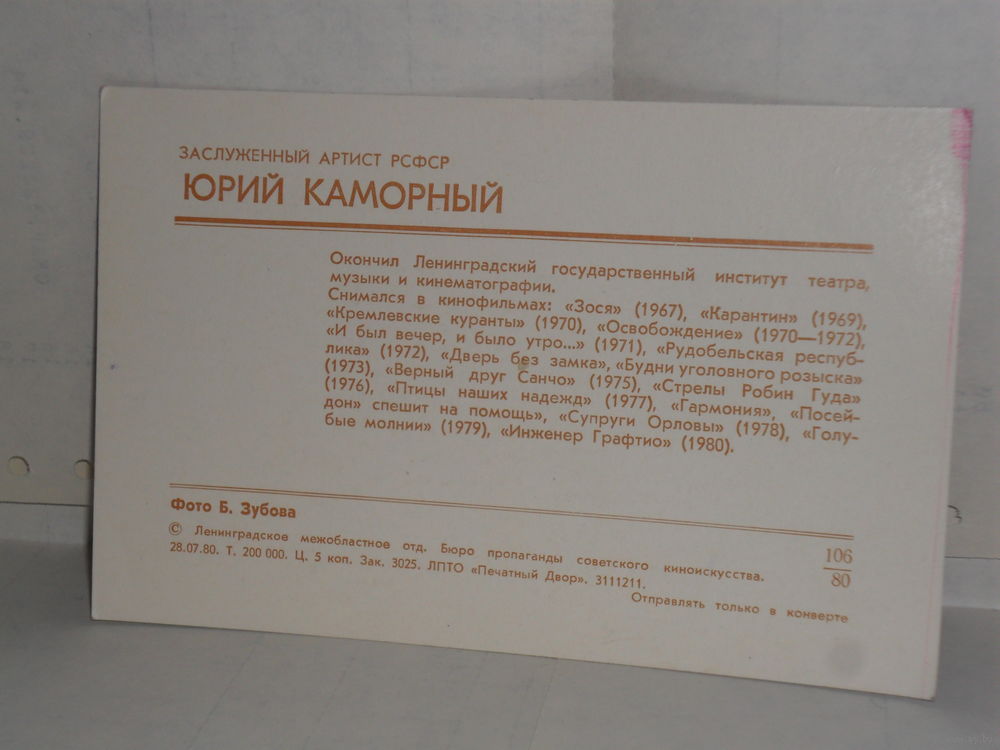 ЗАСЛУЖЕННЫЙ АРТИСТ РСФСР
ЮРИЙ КАМОРНЫЙ
Окончил Ленинградский государственный институт театра,
музыки и кинематографии.
Снимался в кинофильмах: «Зося» (1967), «Карантин» (1969),
«Кремлевские куранты» (1970), «Освобождение» (1970—1972),
«И был вечер, и было утро...» (1971), «Рудобельская респуб-
лика» (1972), «Дверь без замка», «Будни уголовного розыска»
(1973), «Верный друг Санчо» (1975), «Стрелы Робин Гуда»
(1976), «Птицы наших надежд» (1977), «Гармония», «Посей-
дон» спешит на помощь», «Супруги Орловы» (1978), «Голу-
бые молнии» (1979), «Инженер Графтио» (1980).
Фото Б. Зубова
© Ленинградское межобластное отд. Бюро пропаганды советского киноискусства.
28.07.80. Т. 200 000. Ц. 5 коп. Зак. 3025. ЛПТО «Печатный Двор». 3111211.
106
80
Отправлять только в конверте